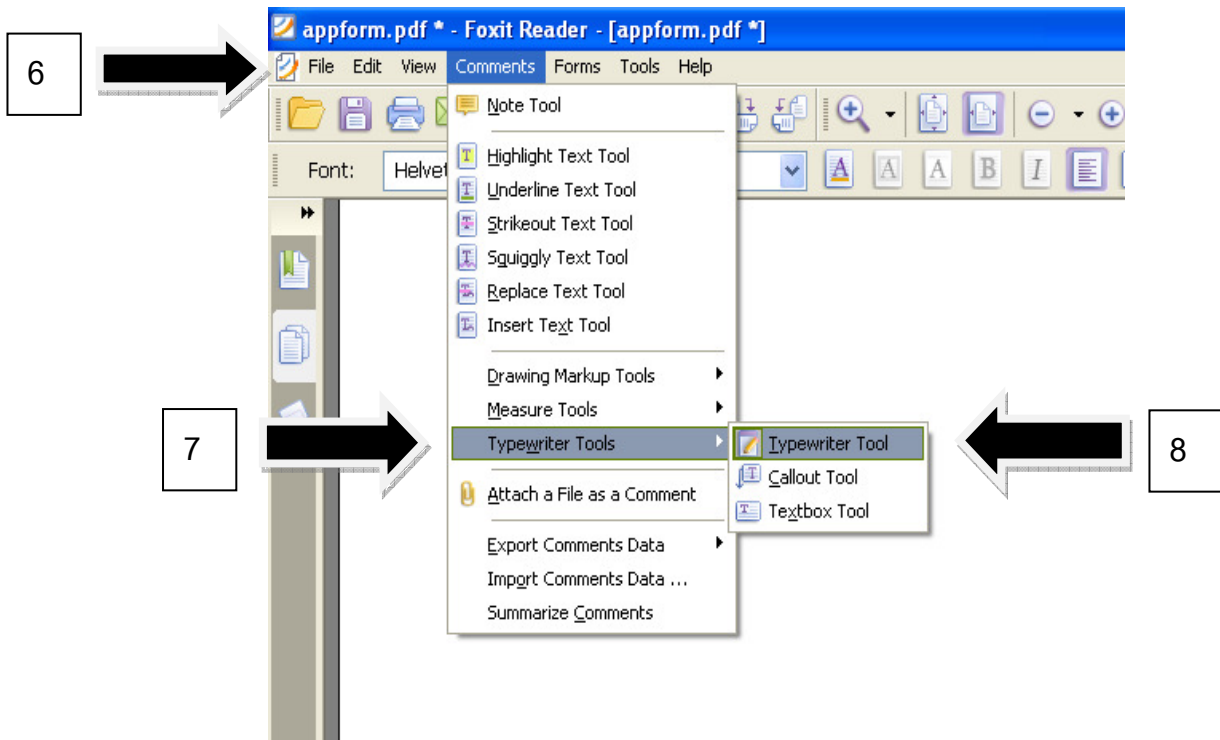 appform.pdf * - Foxit Reader - [appform.pdf *]
6
File Edit View Comments Forms Tools Help
Note Tool
Highlight Text Tool
Font: Helvet
Underline Text Tool
Strikeout Text Tool
Squiggly Text Tool
Replace Text Tool
Insert Text Tool
Drawing Markup Tools
Measure Tools
7
Typewriter Tools
Typewriter Tool
8
Callout Tool
Textbox Tool
Attach a File as a Comment
Export Comments Data
Import Comments Data ...
Summarize Comments